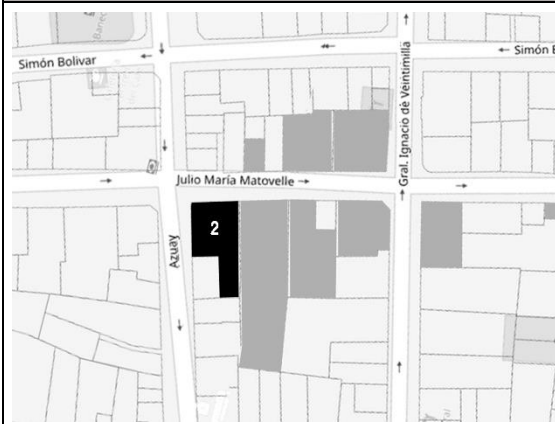 Simón Bolivar
Simón B
Gral. Ignacio de Veintimilla
Julio María Matovelle
2
Azuay